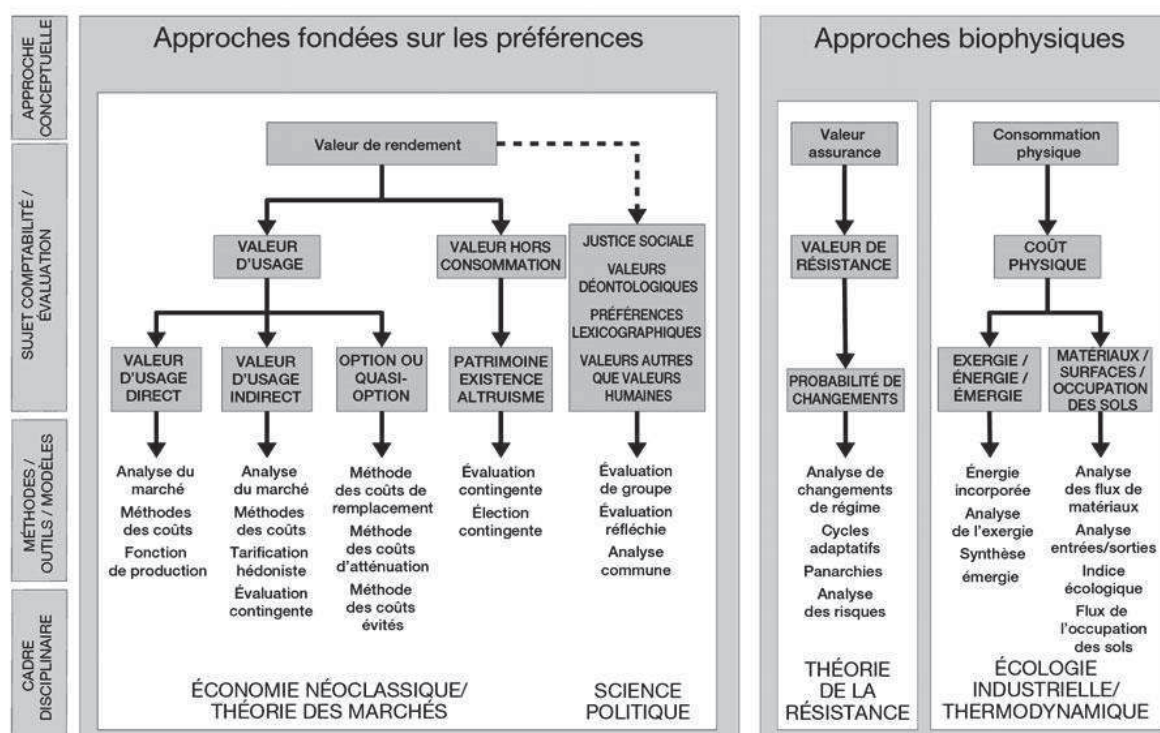 APPROCHE
CONCEPTUELLE
SUJET COMPTABILITÉ /
ÉVALUATION
MÉTHODES /
OUTILS / MODÈLES
CADRE
DISCIPLINAIRE
Approches fondées sur les préférences
Valeur de rendement
VALEUR
D'USAGE
VALEUR HORS
CONSOMMATION
JUSTICE SOCIALE
VALEURS
DÉONTOLOGIQUES
PRÉFÉRENCES
LEXICOGRAPHIQUES
VALEURS AUTRES
QUE VALEURS
HUMAINES
VALEUR
D'USAGE
DIRECT
VALEUR
D'USAGE
INDIRECT
OPTION OU
QUASI-
OPTION
PATRIMOINE
EXISTENCE
ALTRUISME
Analyse du
marché
Méthodes
des coûts
Fonction
de production
Analyse
du marché
Méthodes
des coûts
Tarification
hédoniste
Évaluation
contingente
Méthode
des coûts de
remplacement
Méthode
des coûts
d'atténuation
Méthode
des coûts
évités
Évaluation
contingente
Élection
contingente
Évaluation
de groupe
Évaluation
réfléchie
Analyse
commune
ÉCONOMIE NÉOCLASSIQUE/
THÉORIE DES MARCHÉS
SCIENCE
POLITIQUE
Approches biophysiques
Valeur
assurance
VALEUR DE
RÉSISTANCE
PROBABILITÉ DE
CHANGEMENTS
Analyse de
changements
de régime
Cycles
adaptatifs
Panarchies
Analyse
des risques
THÉORIE
DE LA
RÉSISTANCE
Consommation
physique
COÛT
PHYSIQUE
EXERGIE /
ÉNERGIE /
ÉMERGIE
MATÉRIAUX /
SURFACES /
OCCUPATION
DES SOLS
Énergie
incorporée
Analyse
de l'exergie
Synthèse
émergie
Analyse
des flux de
matériaux
Analyse
entrées/sorties
Indice
écologique
Flux de
l'occupation
des sols
ÉCOLOGIE
INDUSTRIELLE/
THERMODYNAMIQUE